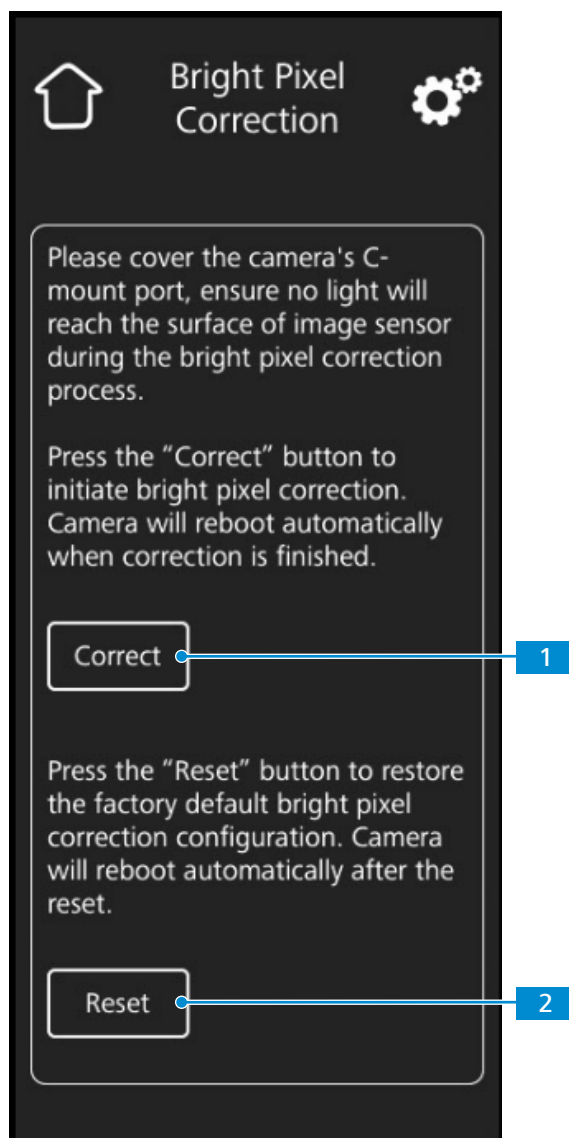 Bright Pixel
Correction
Please cover the camera's C-
mount port, ensure no light will
reach the surface of image sensor
during the bright pixel correction
process.
Press the “Correct” button to
initiate bright pixel correction.
Camera will reboot automatically
when correction is finished.
Correct
1
Press the “Reset” button to restore
the factory default bright pixel
correction configuration. Camera
will reboot automatically after the
reset.
Reset
2